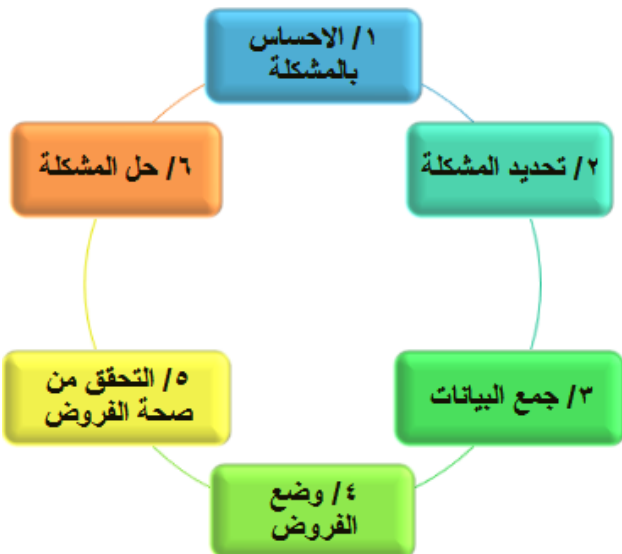 ١/ الاحساس
بالمشكلة
٢/ تحديد المشكلة
٣/ جمع البيانات
٤/ وضع
الفروض
٥/ التحقق من
صحة الفروض
٦/ حل المشكلة